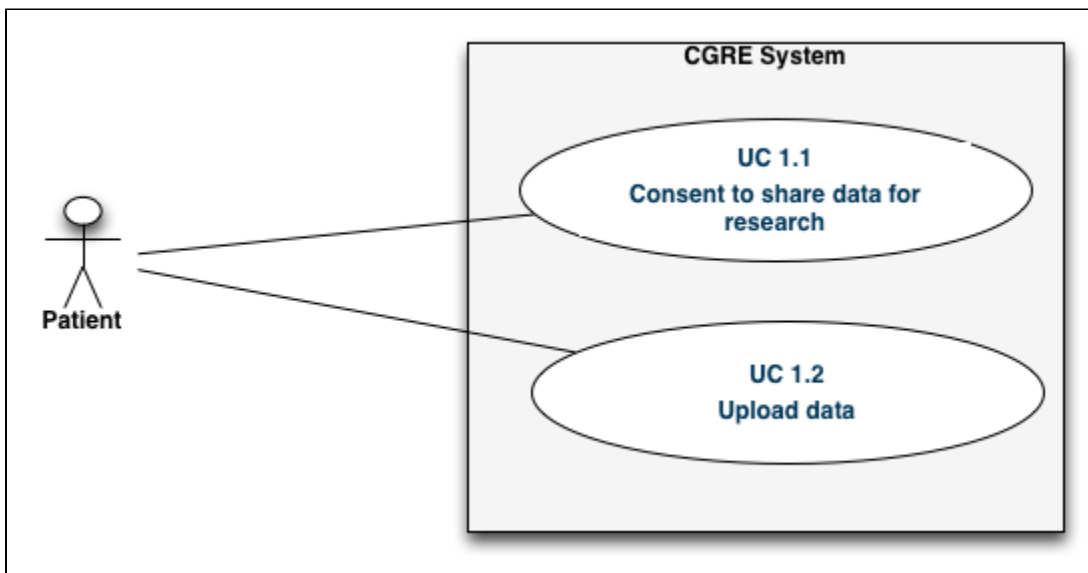 CGRE System
UC 1.1
Consent to share data for
research
Patient
UC 1.2
Upload data